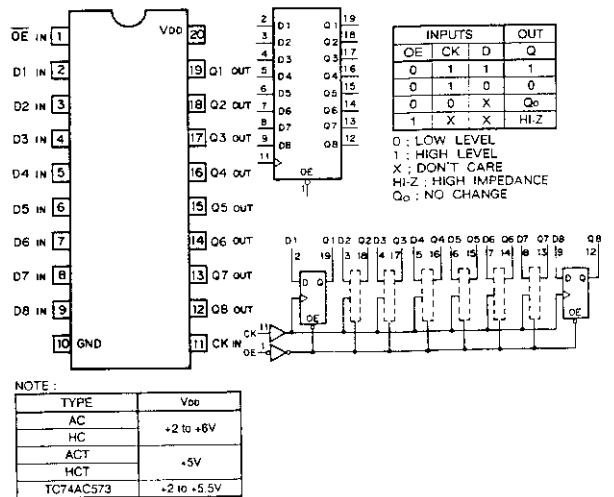 OE IN 1 VDD 20
D1 IN 2 19 Q1 OUT
D2 IN 3 18 Q2 OUT
D3 IN 4 17 Q3 OUT
D4 IN 5 16 Q4 OUT
D5 IN 6 15 Q5 OUT
D6 IN 7 14 Q6 OUT
D7 IN 8 13 Q7 OUT
D8 IN 9 12 Q8 OUT
10 GND 11 CK IN
2 D1 Q1 19
3 D2 Q2 18
4 D3 Q3 17
5 D4 Q4 16
6 D5 Q5 15
7 D6 Q6 14
8 D7 Q7 13
9 D8 Q8 12
11
OE
1
INPUTS OUT
OE CK D Q
0 1 1 1
0 1 0 0
0 0 X Qo
1 X X HI-Z
0 : LOW LEVEL
1 : HIGH LEVEL
X : DON'T CARE
HI-Z : HIGH IMPEDANCE
Qo : NO CHANGE
D1 Q1 D2 Q2 D3 Q3 D4 Q4 D5 Q5 D6 Q6 D7 Q7 D8 Q8
2 19 3 18 4 17 5 16 6 15 7 14 8 13 9 12
D Q D Q
OE OE
CK 11
OE 1
NOTE :
TYPE VDD
AC +2 to +6V
HC
ACT +5V
HCT
TC74AC573 +2 to +5.5V